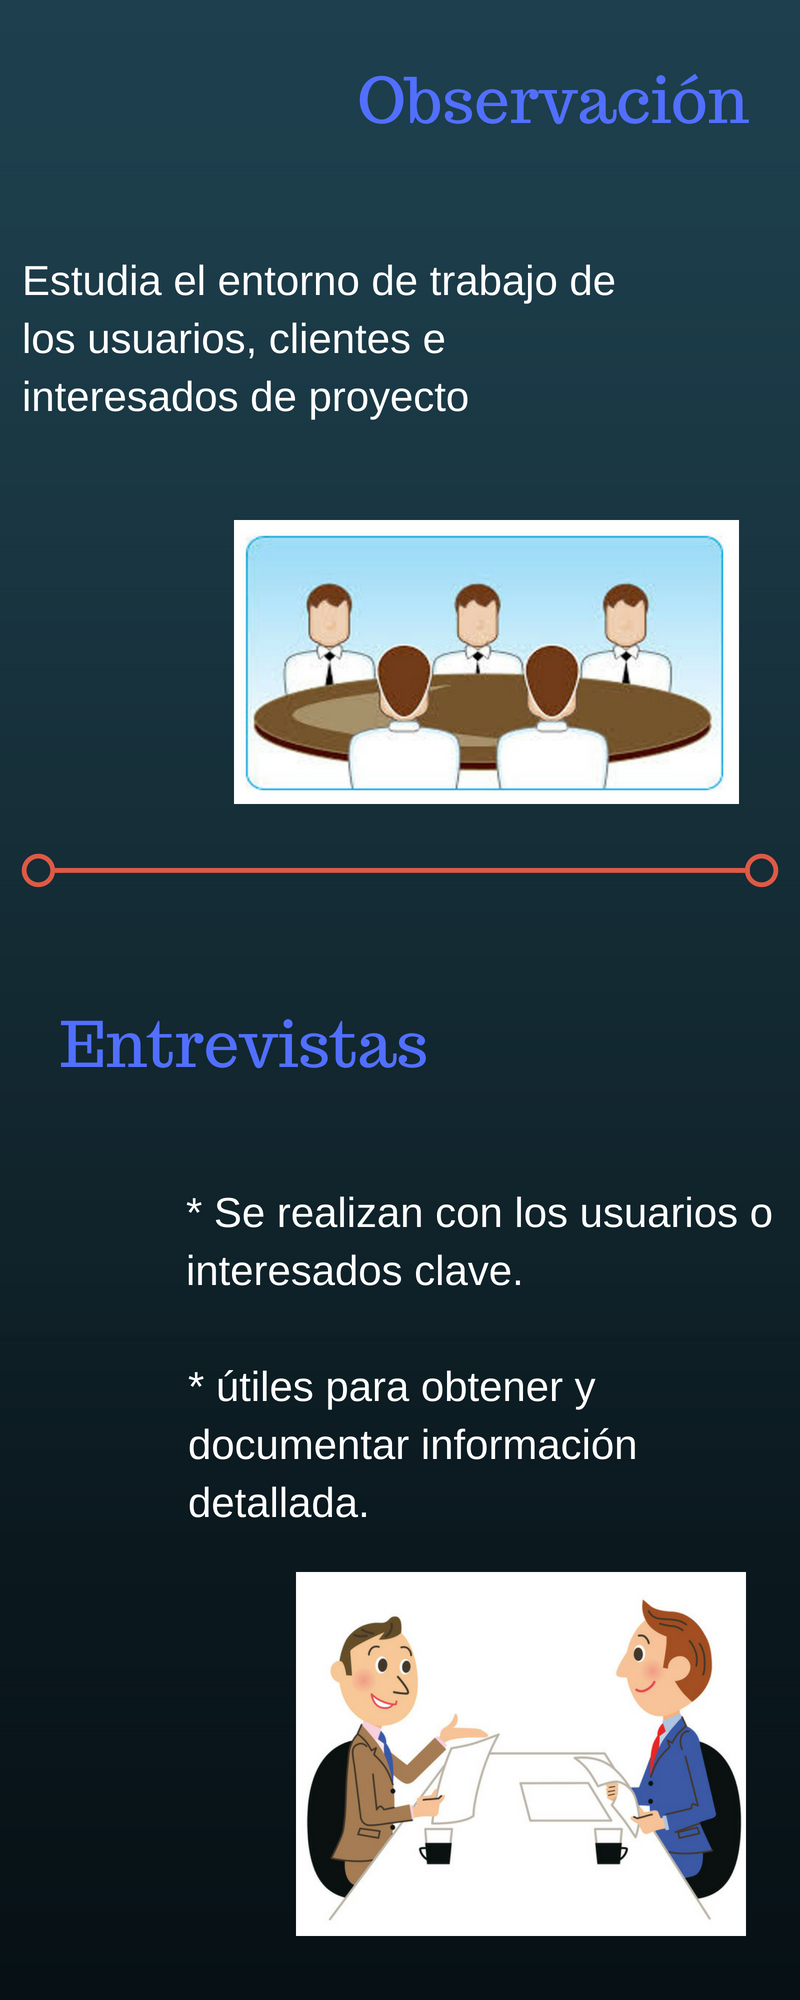 Observación
Estudia el entorno de trabajo de
los usuarios, clientes e
interesados de proyecto
Entrevistas
* Se realizan con los usuarios o
interesados clave.
* útiles para obtener y
documentar información
detallada.